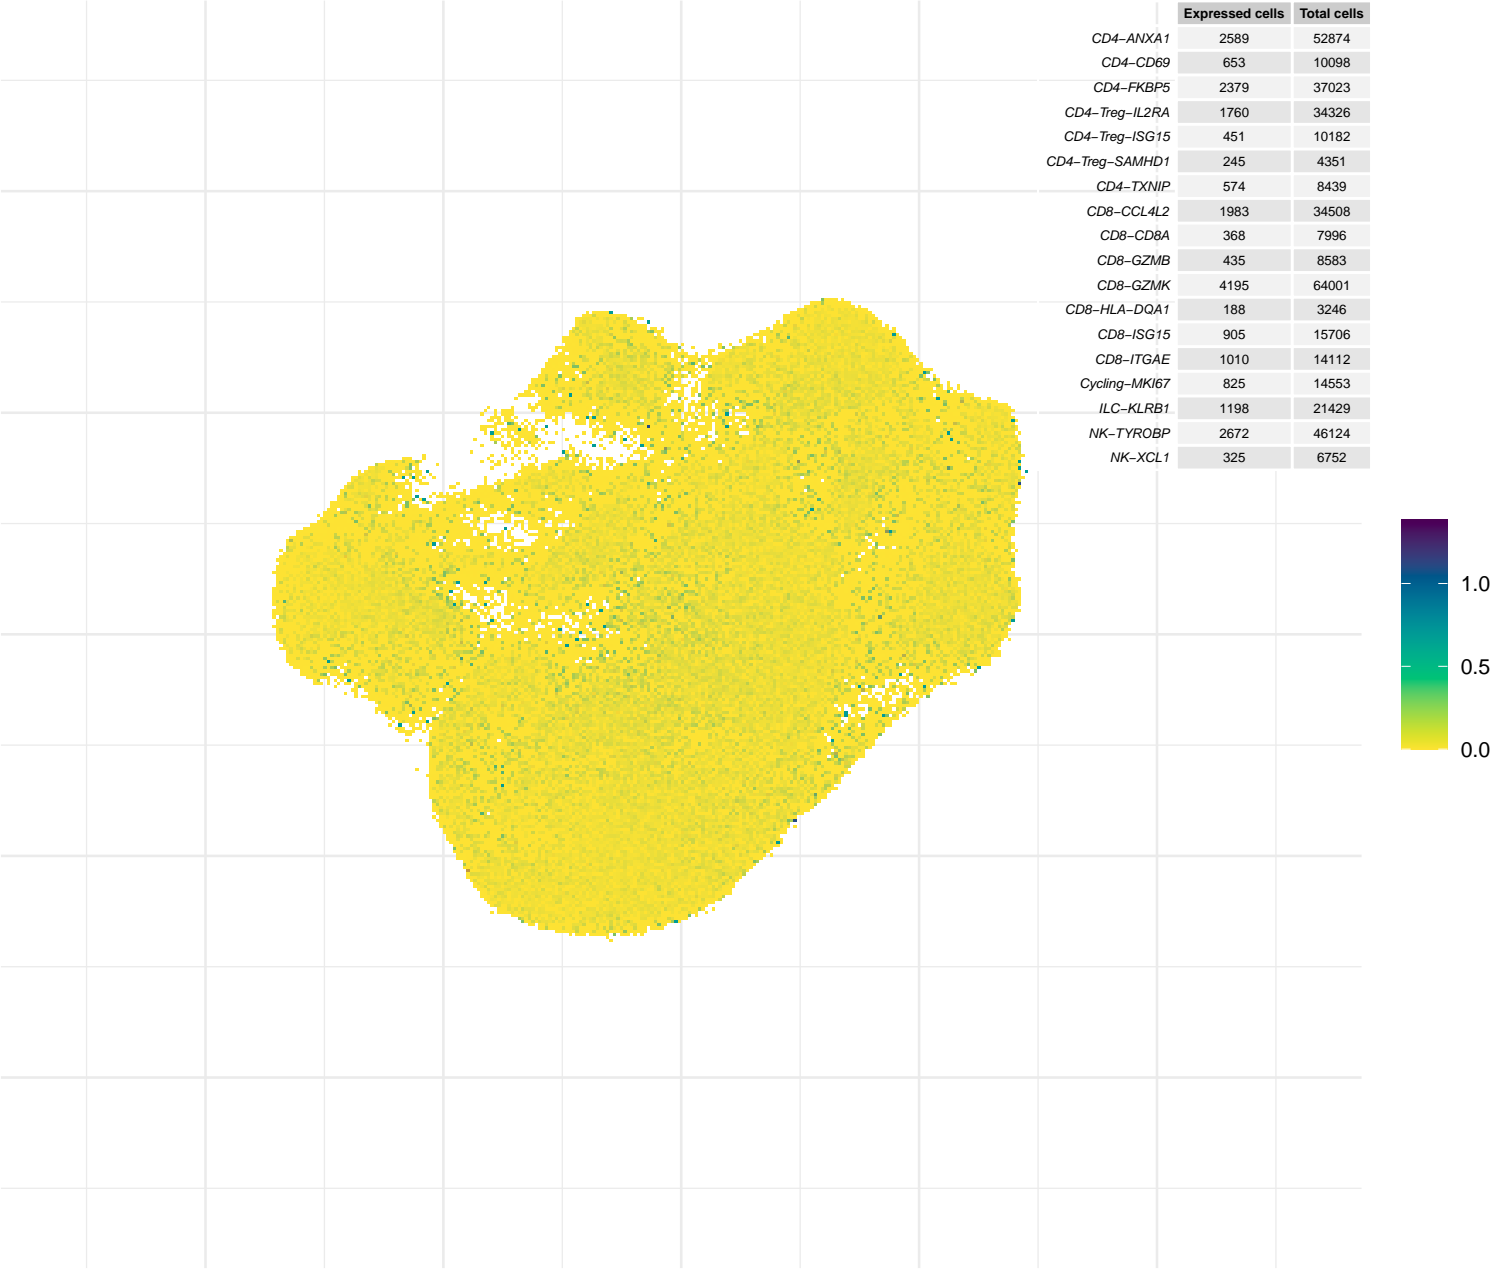 Expressed cells Total cells
CD4−ANXA1 2589 52874
CD4−CD69 653 10098
CD4−FKBP5 2379 37023
CD4−Treg−IL2RA 1760 34326
CD4−Treg−ISG15 451 10182
CD4−Treg−SAMHD1 245 4351
CD4−TXNIP 574 8439
CD8−CCL4L2 1983 34508
CD8−CD8A 368 7996
CD8−GZMB 435 8583
CD8−GZMK 4195 64001
CD8−HLA−DQA1 188 3246
CD8−ISG15 905 15706
CD8−ITGAE 1010 14112
Cycling−MKI67 825 14553
ILC−KLRB1 1198 21429
NK−TYROBP 2672 46124
NK−XCL1 325 6752
1.0
0.5
0.0